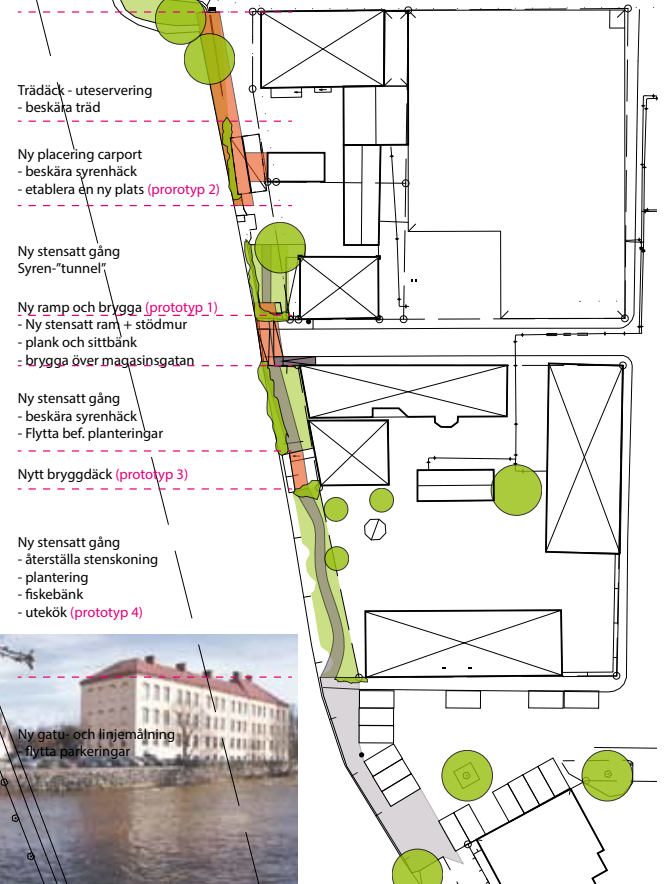 Trädäck - uteservering
- beskära träd
Ny placering carport
- beskära syrenhäck
- etablera en ny plats (prorotyp 2)
Ny stensatt gång
Syren-"tunnel"
Ny ramp och brygga (prototyp 1)
- Ny stensatt ram + stödmur
- plank och sittbänk
- brygga över magasinsgatan
Ny stensatt gång
- beskära syrenhäck
- Flytta bef. planteringar
Nytt bryggdäck (prototyp 3)
Ny stensatt gång
- återställa stenskoning
- plantering
- fiskebänk
- utekök (prototyp 4)
Ny gatu- och linjemålning
- flytta parkeringar